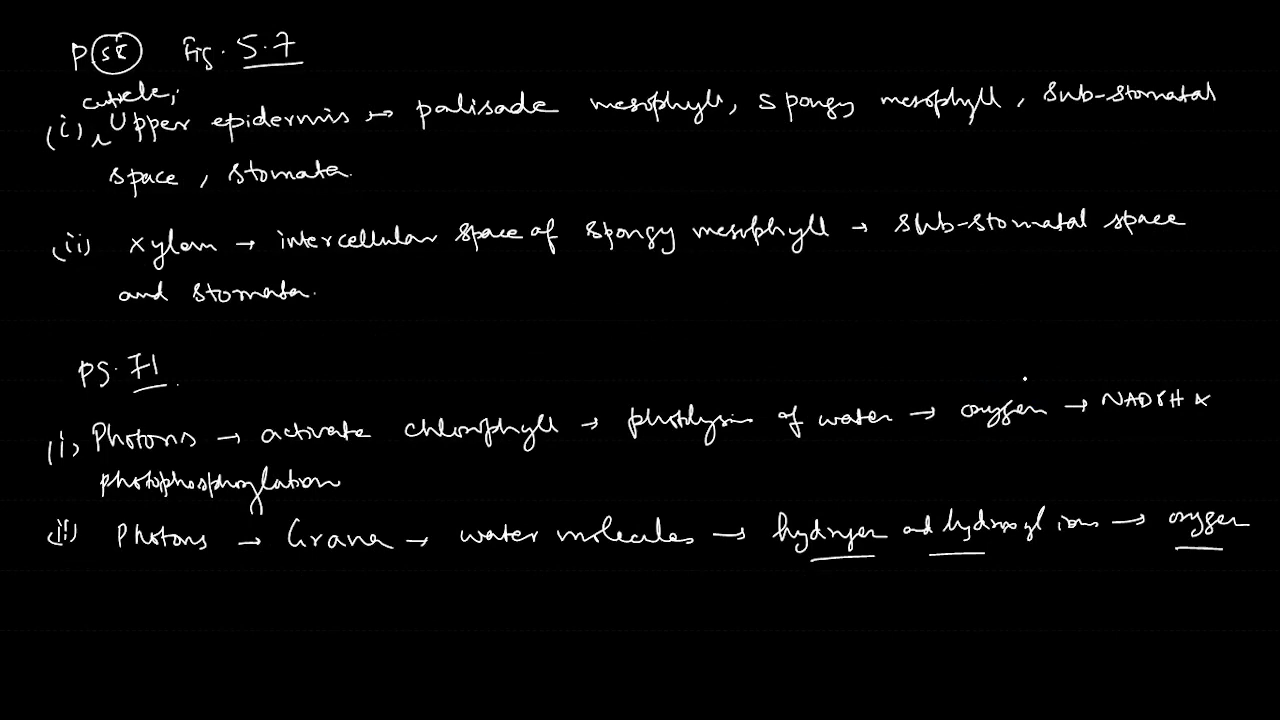 P 58 Fig. 5.7
cuticle,
(i) Upper epidermis → palisade mesophyll, Spongy mesophyll, Sub-stomatal
space, stomata.
(ii) xylem → intercellular space of spongy mesophyll → sub-stomatal space
and stomata.
pg. 71
(i) Photons → activate chlorophyll → photolysis of water → oxygen → NADPH &
photophosphorylation
(ii) Photons → Grana → water molecules → hydrogen and hydroxyl ions → oxygen